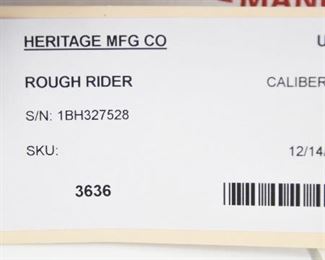 MANU
HERITAGE MFG CO U
ROUGH RIDER CALIBER
S/N: 1BH327528
SKU: 12/14/
3636